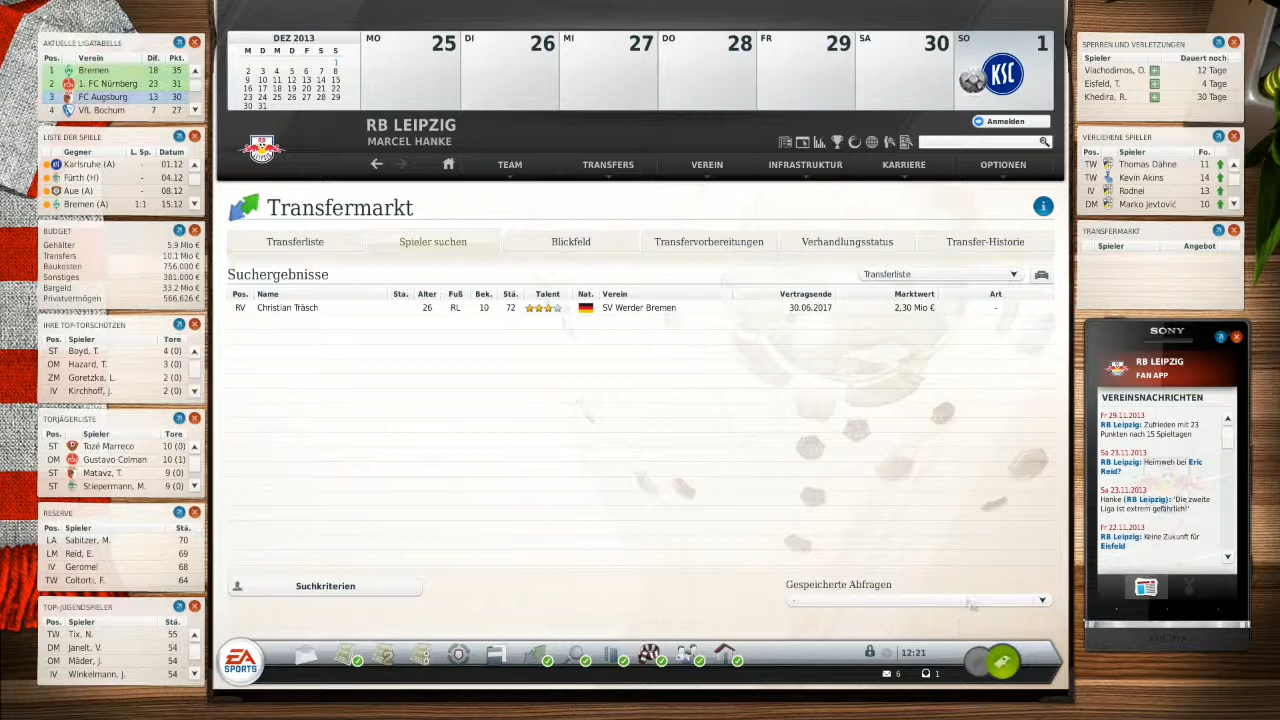 AKTUELLE LIGATABELLE
Pos. Verein Dif. Pkt.
1 Bremen 18 35
2 1. FC Nürnberg 23 31
3 FC Augsburg 13 30
4 VfL Bochum 7 27
LISTE DER SPIELE
Gegner L. Sp. Datum
Karlsruhe (A) - 01.12
Fürth (H) - 04.12
Aue (A) - 08.12
Bremen (A) 1:1 15.12
BUDGET
Gehälter 5.9 Mio €
Transfers 10.1 Mio €
Baukosten 756.000 €
Sonstiges 381.000 €
Bargeld 33.2 Mio €
Privatvermögen 566.626 €
IHRE TOP-TORSCHÜTZEN
Pos. Spieler Tore
ST Boyd, T. 4 (0)
OM Hazard, T. 3 (0)
ZM Goretzka, L. 2 (0)
IV Kirchhoff, J. 2 (0)
TORJÄGERLISTE
Pos. Spieler Tore
ST Tozé Marreco 10 (0)
OM Gustavo Colman 10 (1)
ST Matavz, T. 9 (0)
ST Stiepermann, M. 9 (0)
RESERVE
Pos. Spieler Stä.
LA Sabitzer, M. 70
LM Reid, E. 69
IV Geromel 68
TW Coltorti, F. 64
TOP-JUGENDSPIELER
Pos. Spieler Stä.
TW Tix, N. 55
DM Janelt, V. 54
OM Mäder, J. 54
IV Winkelmann, J. 54
DEZ 2013
M D M D F S S
1
2 3 4 5 6 7 8
9 10 11 12 13 14 15
16 17 18 19 20 21 22
23 24 25 26 27 28 29
30 31
MO 25 DI 26 MI 27 DO 28 FR 29 SA 30 SO 1
KSC
Anmelden
RB LEIPZIG
MARCEL HANKE
TEAM TRANSFERS VEREIN INFRASTRUKTUR KARRIERE OPTIONEN
Transfermarkt
Transferliste Spieler suchen Blickfeld Transfervorbereitungen Verhandlungsstatus Transfer-Historie
Suchergebnisse
Transferliste
Pos. Name Sta. Alter Fuß Bek. Stä. Talent Nat. Verein Vertragsende Marktwert Art
RV Christian Träsch 26 RL 10 72 SV Werder Bremen 30.06.2017 2,30 Mio € -
Suchkriterien
Gespeicherte Abfragen
-
EA SPORTS
12:21
6 1
SPERREN UND VERLETZUNGEN
Spieler Dauert noch
Vlachodimos, O. 12 Tage
Eisfeld, T. 4 Tage
Khedira, R. 30 Tage
VERLIEHENE SPIELER
Pos. Spieler Fo.
TW Thomas Dähne 11
TW Kevin Akins 14
IV Rodnei 13
DM Marko Jevtović 10
TRANSFERMARKT
Spieler Angebot
SONY
RB LEIPZIG
FAN APP
VEREINSNACHRICHTEN
Fr 29.11.2013
RB Leipzig: Zufrieden mit 23
Punkten nach 15 Spieltagen
Sa 23.11.2013
RB Leipzig: Heimweh bei Eric
Reid?
Sa 23.11.2013
Hanke (RB Leipzig): 'Die zweite
Liga ist extrem gefährlich!'
Fr 22.11.2013
RB Leipzig: Keine Zukunft für
Eisfeld
XPERIA